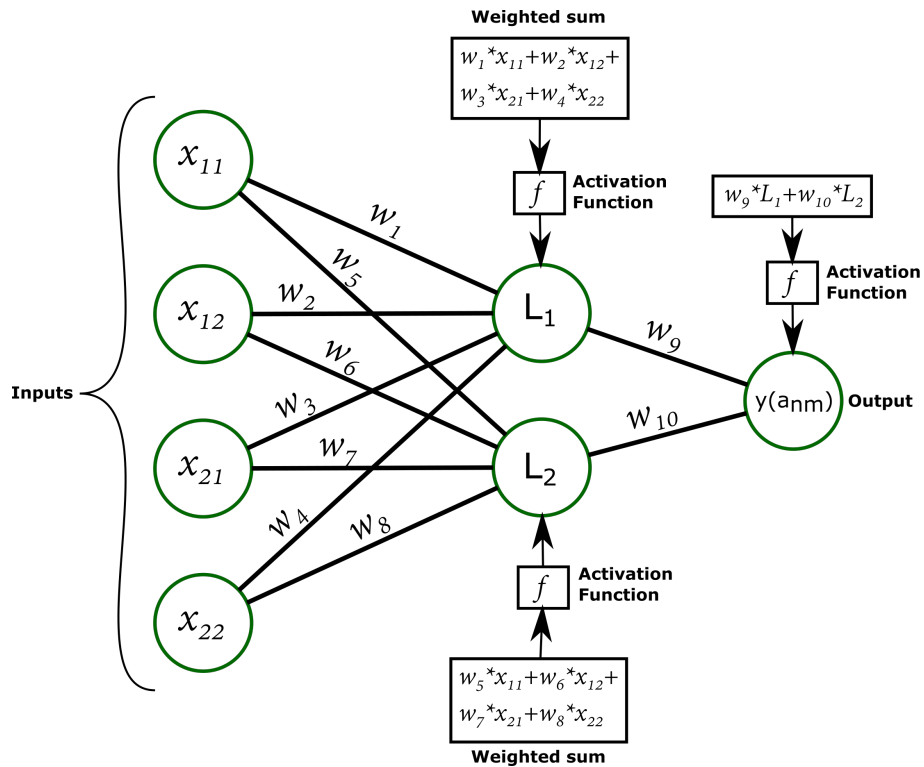 Weighted sum
w1*x11+w2*x12+
w3*x21+w4*x22
f
Activation
Function
w9*L1+w10*L2
f
Activation
Function
Inputs
x11
x12
x21
x22
w1
w5
w2
w6
w3
w7
w4
w8
L1
L2
w9
w10
y(anm)
Output
f
Activation
Function
w5*x11+w6*x12+
w7*x21+w8*x22
Weighted sum